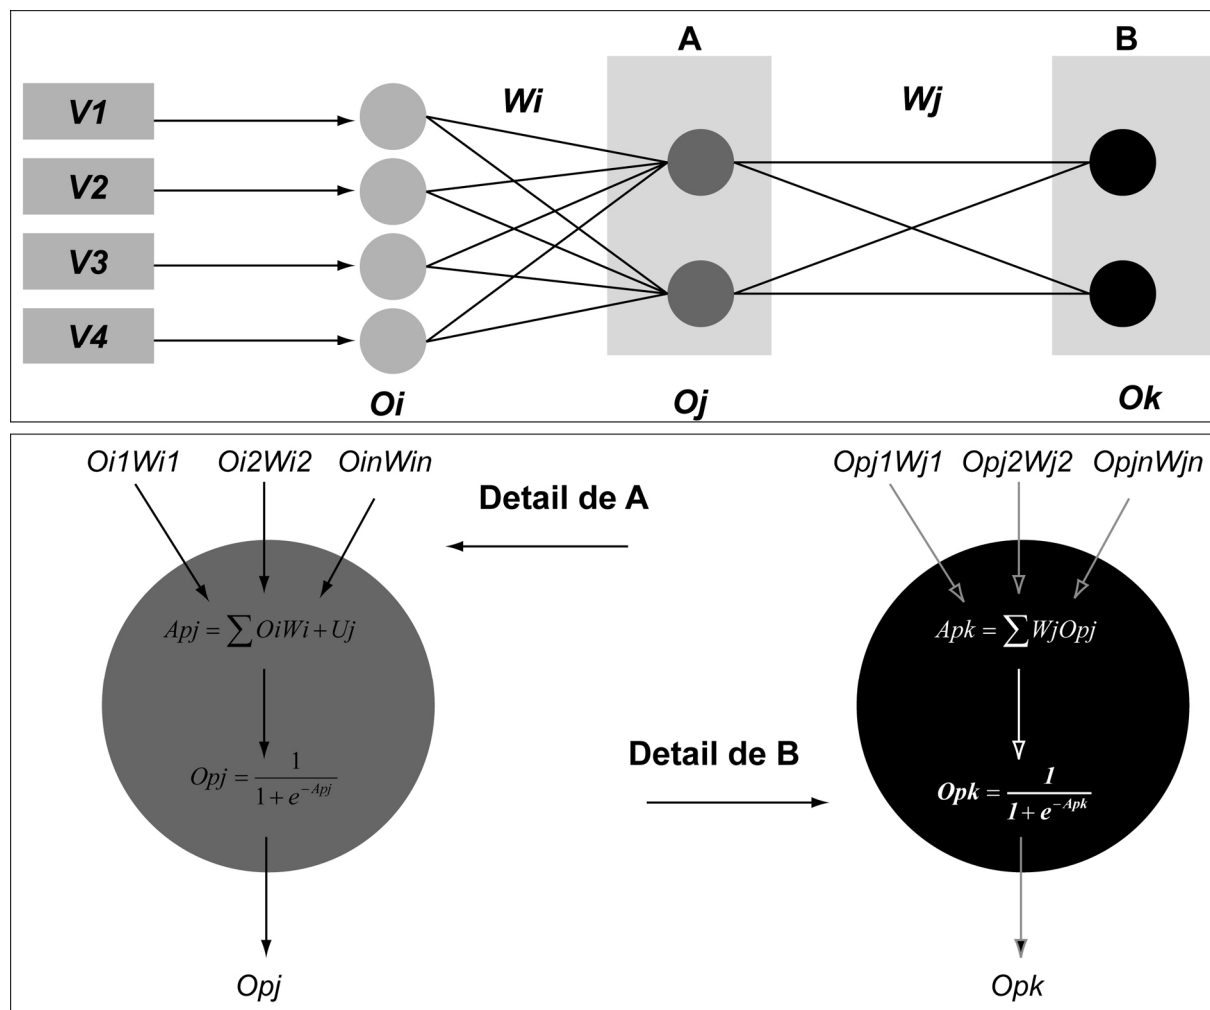 A B
V1 Wi Wj
V2
V3
V4
Oi Oj Ok
Oi1Wi1 Oi2Wi2 OinWin Opj1Wj1 Opj2Wj2 OpjnWjn
Detail de A
Apj = ∑ OiWi + Uj Apk = ∑ WjOpj
Detail de B
Opj = 1 / (1 + e^{-Apj}) Opk = 1 / (1 + e^{-Apk})
Opj Opk